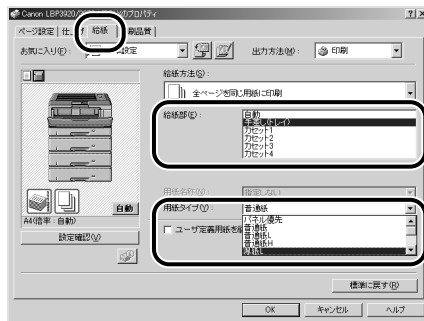 Canon LBP3920/
のプロパティ
ページ設定
給紙
印刷品質
お気に入り(F):
設定
出力方法(M):
印刷
給紙方法(S):
全ページを同じ用紙に印刷
給紙部(E):
自動
手差し(トレイ)
カセット1
カセット2
カセット3
カセット4
自動
A4(倍率:自動)
設定確認(V)
用紙名称(N):
指定しない
用紙タイプ(Y):
普通紙
パネル優先
普通紙
普通紙L
普通紙H
厚紙L
ユーザ定義用紙を
標準に戻す(R)
OK
キャンセル
ヘルプ